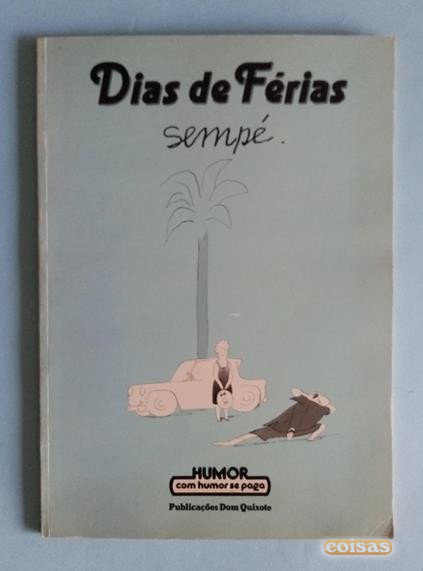 Dias de Férias
sempé.
HUMOR
com humor se paga
Publicações Dom Quixote
coisas